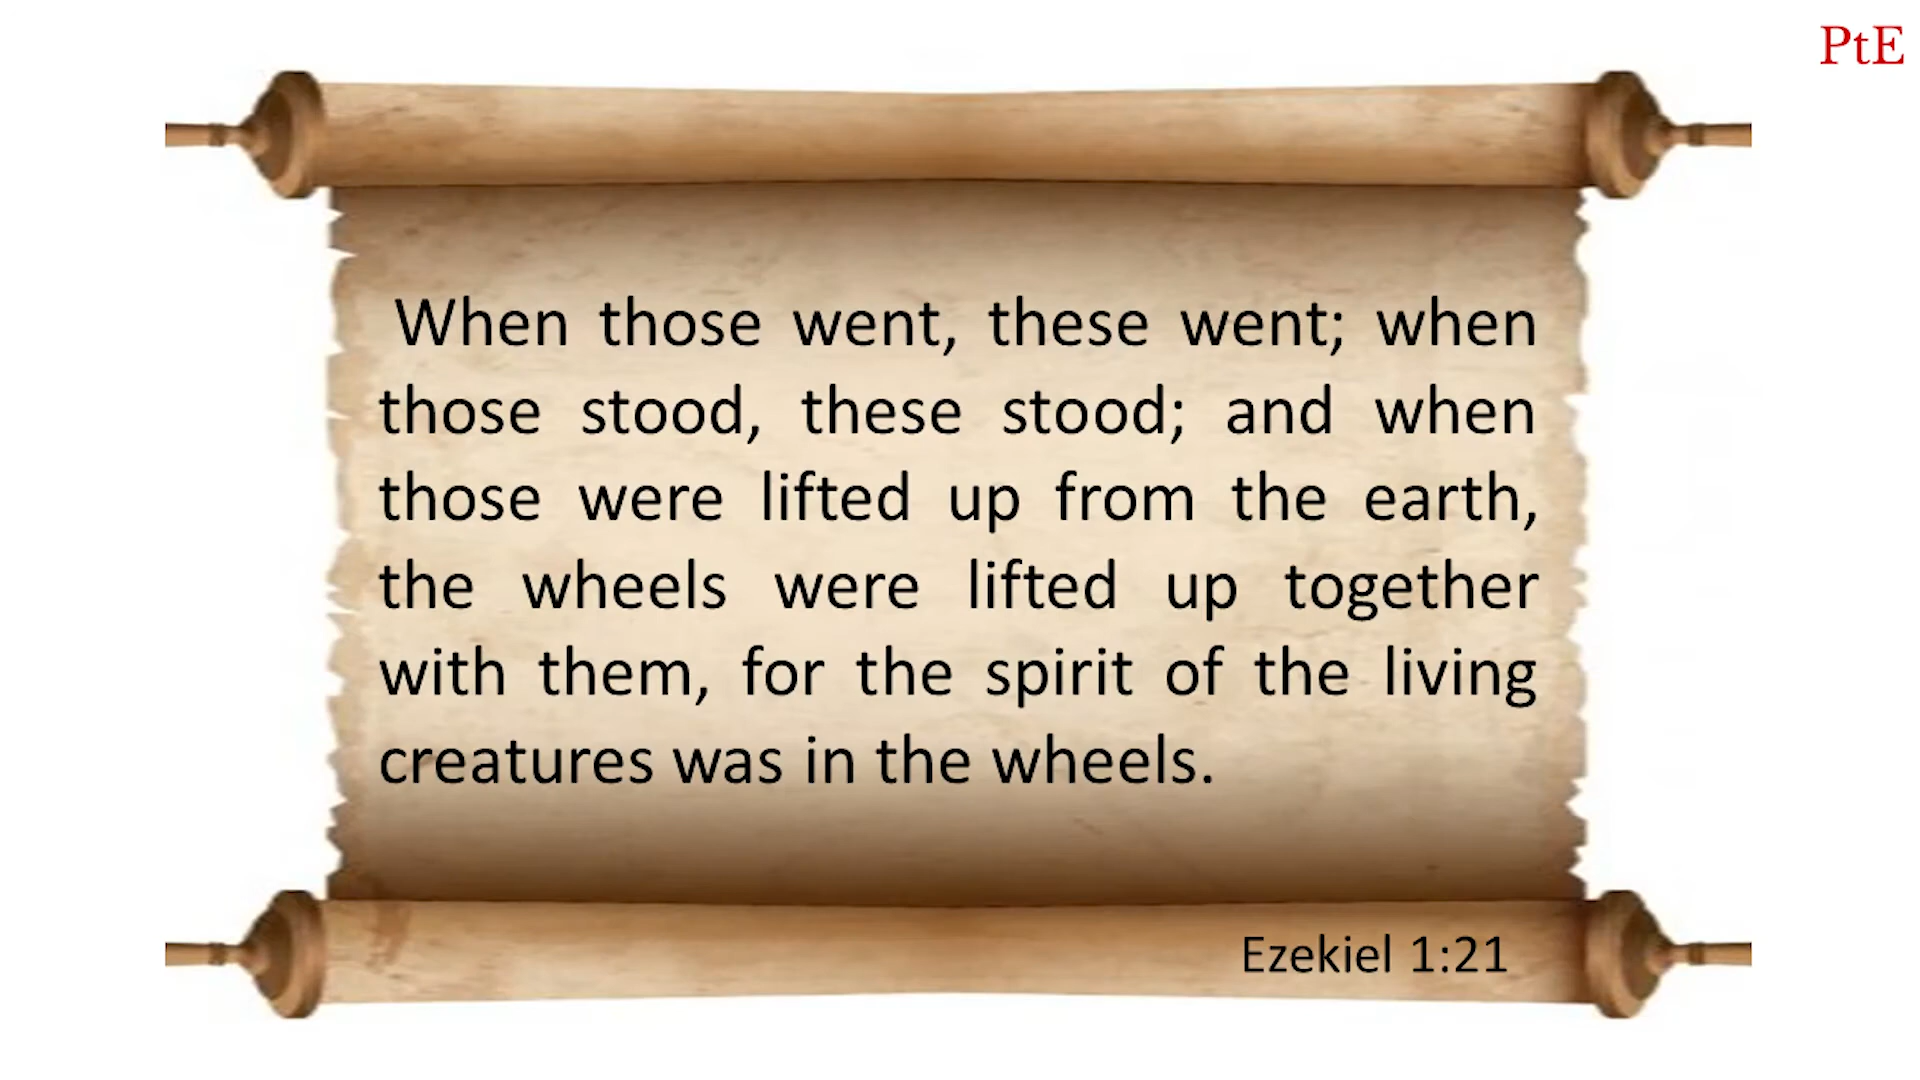 PtE
When those went, these went; when
those stood, these stood; and when
those were lifted up from the earth,
the wheels were lifted up together
with them, for the spirit of the living
creatures was in the wheels.
Ezekiel 1:21